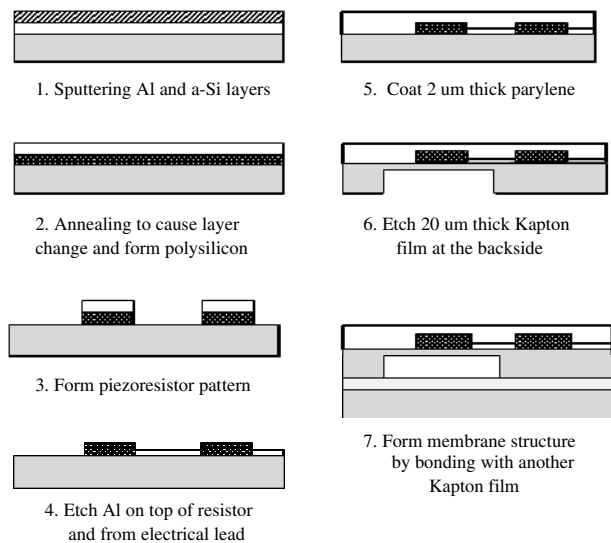 1. Sputtering Al and a-Si layers
2. Annealing to cause layer
change and form polysilicon
3. Form piezoresistor pattern
4. Etch Al on top of resistor
and from electrical lead
5. Coat 2 um thick parylene
6. Etch 20 um thick Kapton
film at the backside
7. Form membrane structure
by bonding with another
Kapton film